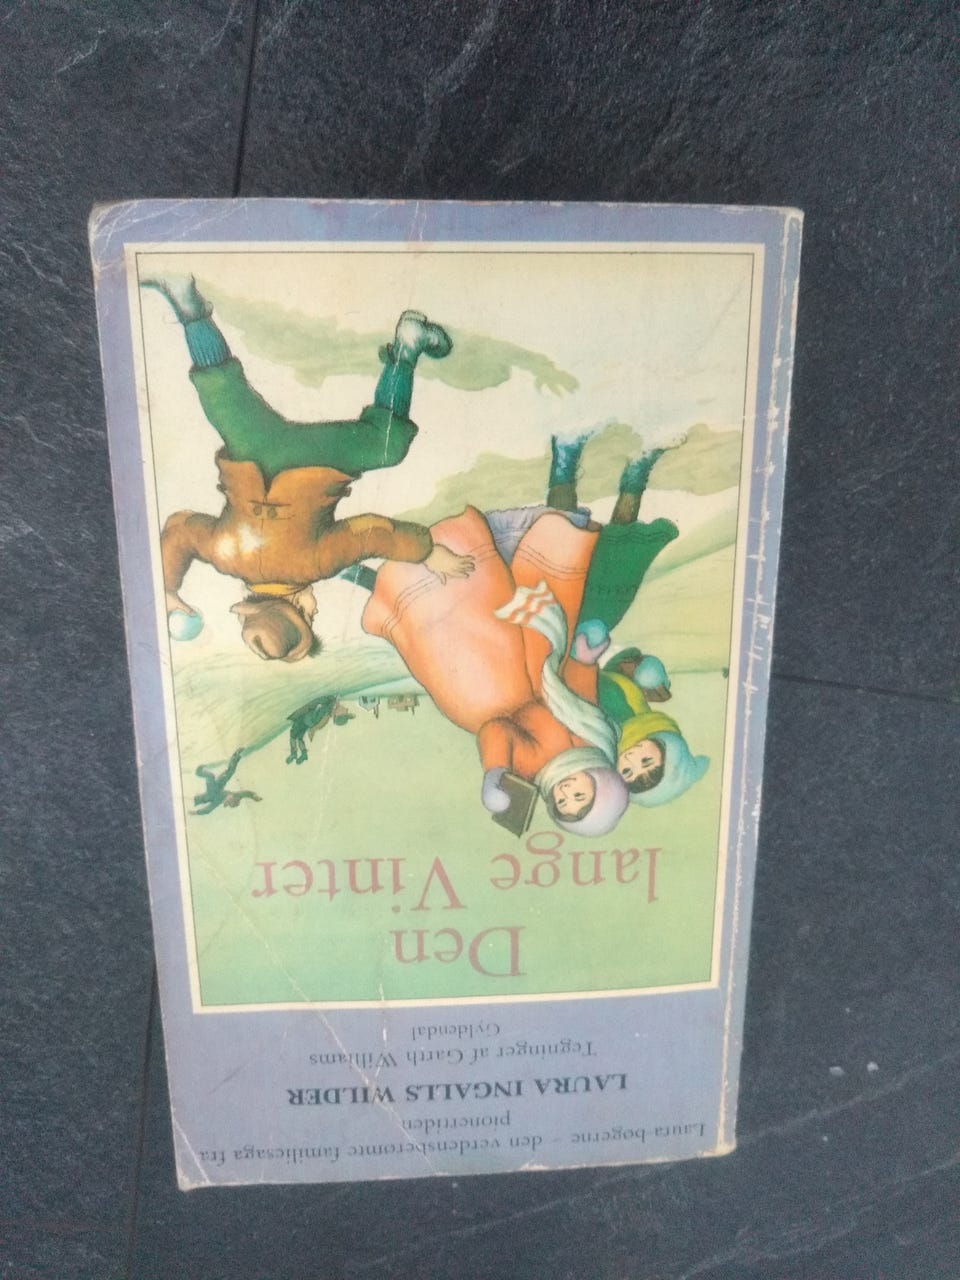 Laura-bøgerne – den verdensberømte familiesaga fra
pionertiden
LAURA INGALLS WILDER
Tegninger af Garth Williams
Gyldendal
Den
lange Vinter